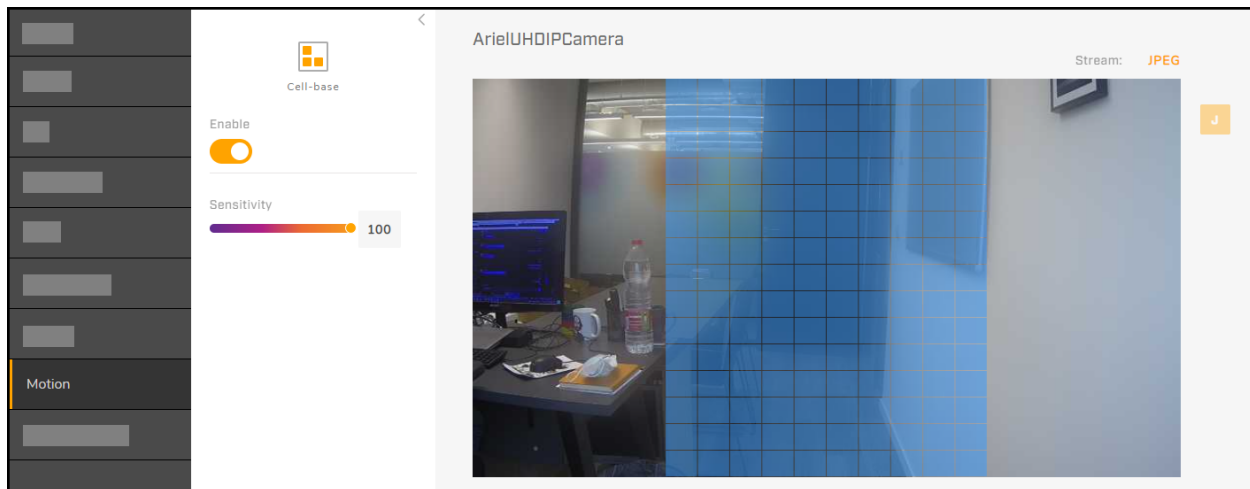 ArielUHDIPCamera
Stream: JPEG
Cell-base
J
Enable
Sensitivity
100
Motion